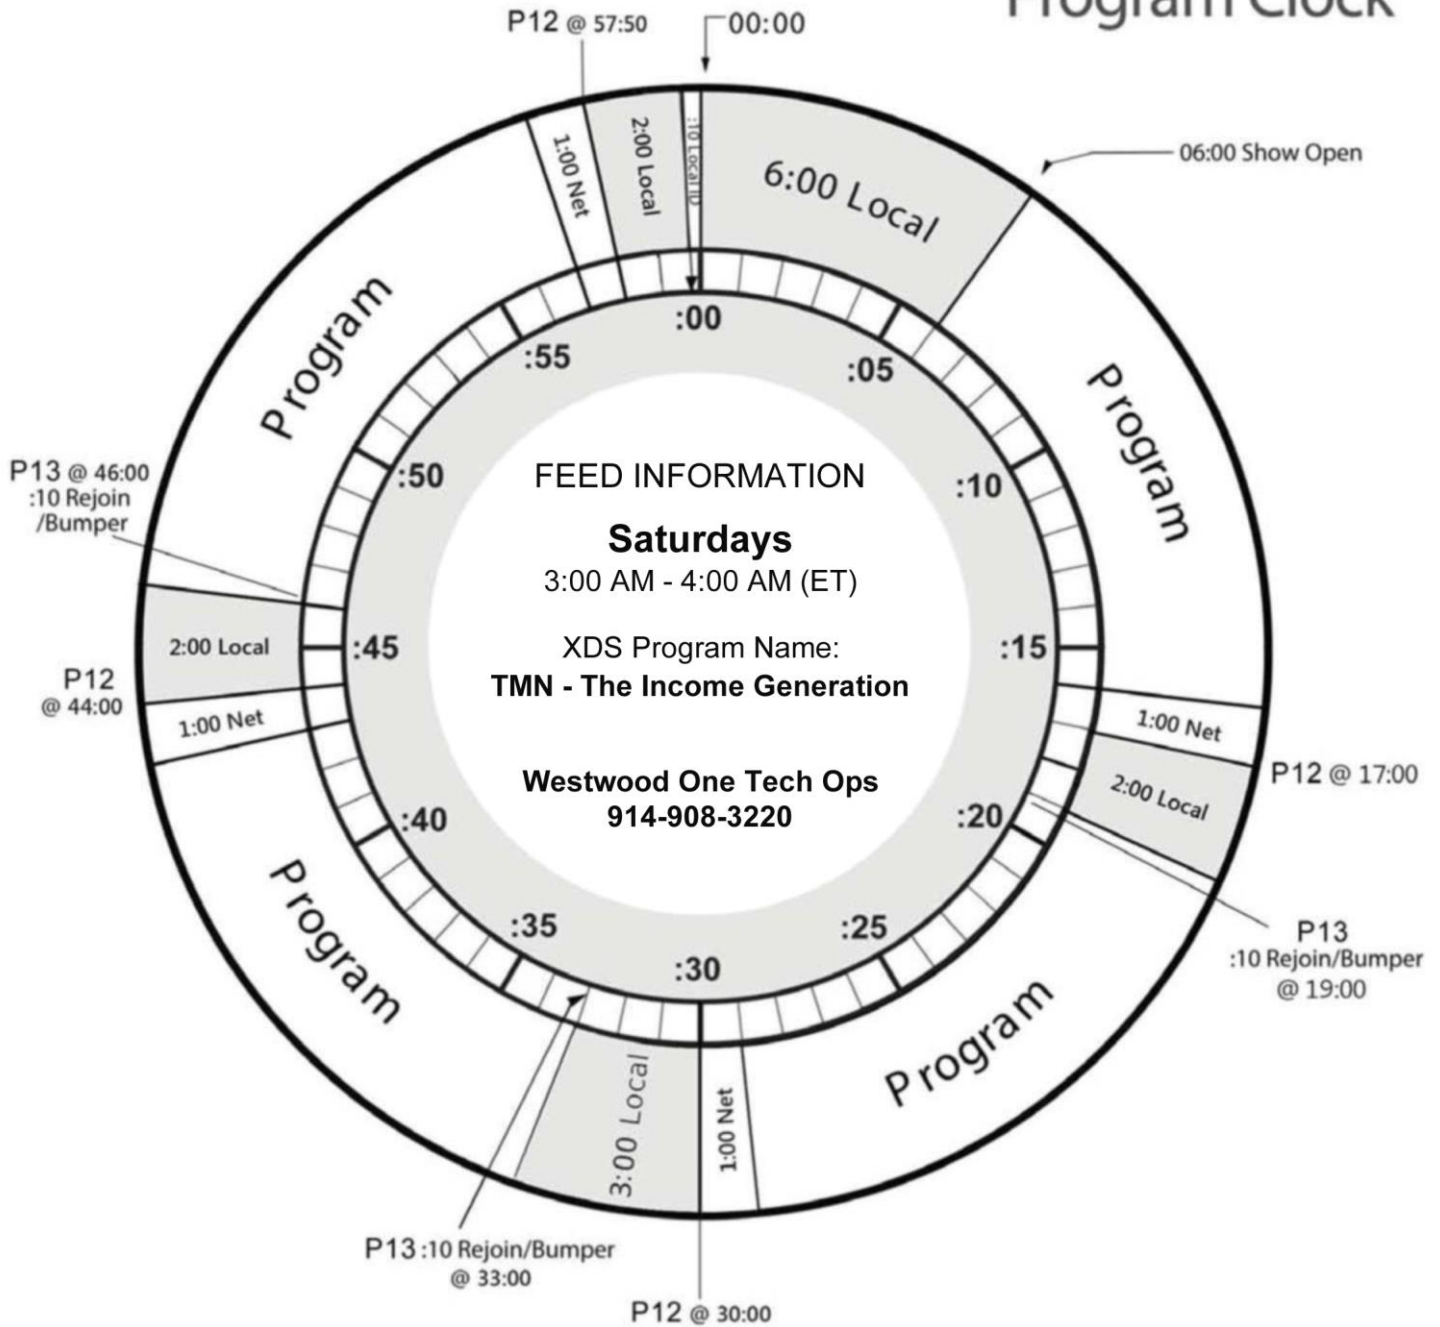 Program Clock
P12 @ 57:50
00:00
06:00 Show Open
1:00 Net
2:00 Local
:10 Local ID
6:00 Local
Program
Program
:00
:55
:05
:50
:10
P13 @ 46:00
:10 Rejoin
/Bumper
FEED INFORMATION
Saturdays
3:00 AM - 4:00 AM (ET)
2:00 Local
:45
XDS Program Name:
:15
TMN - The Income Generation
P12
@ 44:00
1:00 Net
1:00 Net
P12 @ 17:00
2:00 Local
Westwood One Tech Ops
914-908-3220
:40
:20
:35
:25
:30
P13
:10 Rejoin/Bumper
@ 19:00
Program
Program
3:00 Local
1:00 Net
P13 :10 Rejoin/Bumper
@ 33:00
P12 @ 30:00